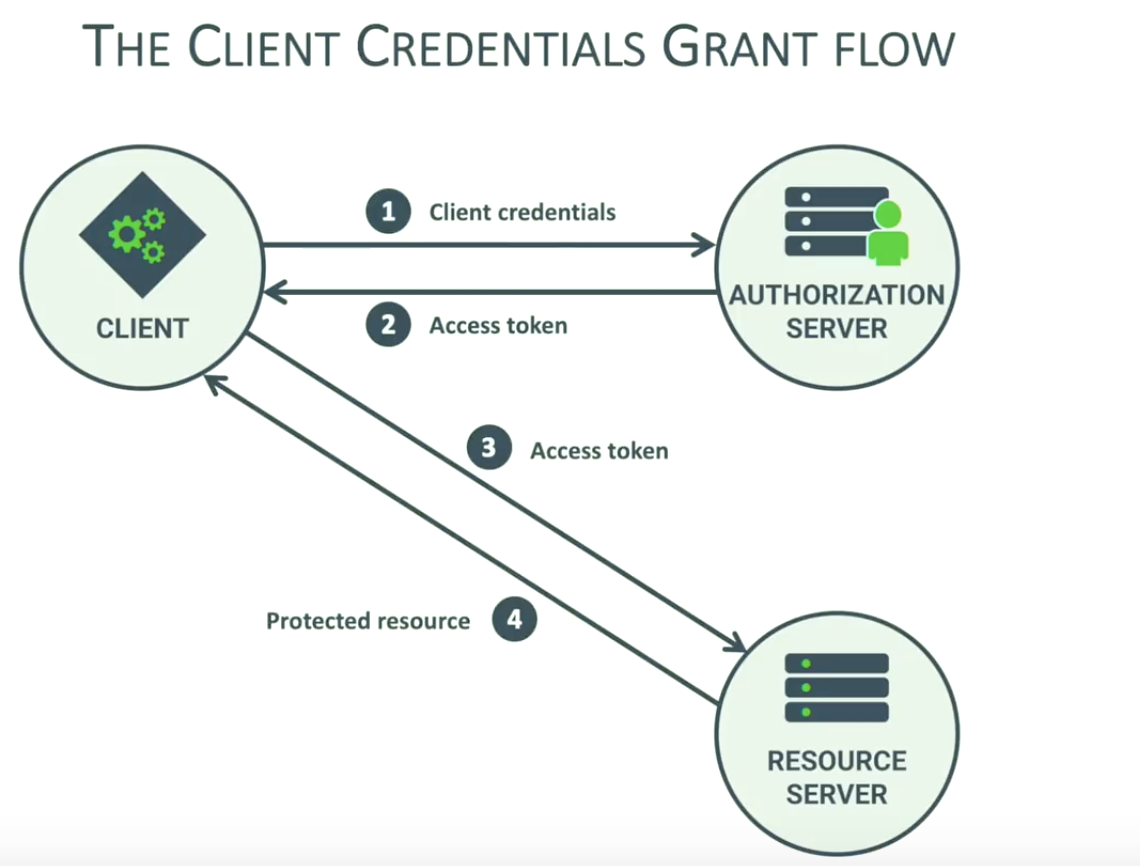 THE CLIENT CREDENTIALS GRANT FLOW
1 Client credentials
CLIENT
AUTHORIZATION
SERVER
2 Access token
3 Access token
Protected resource 4
RESOURCE
SERVER